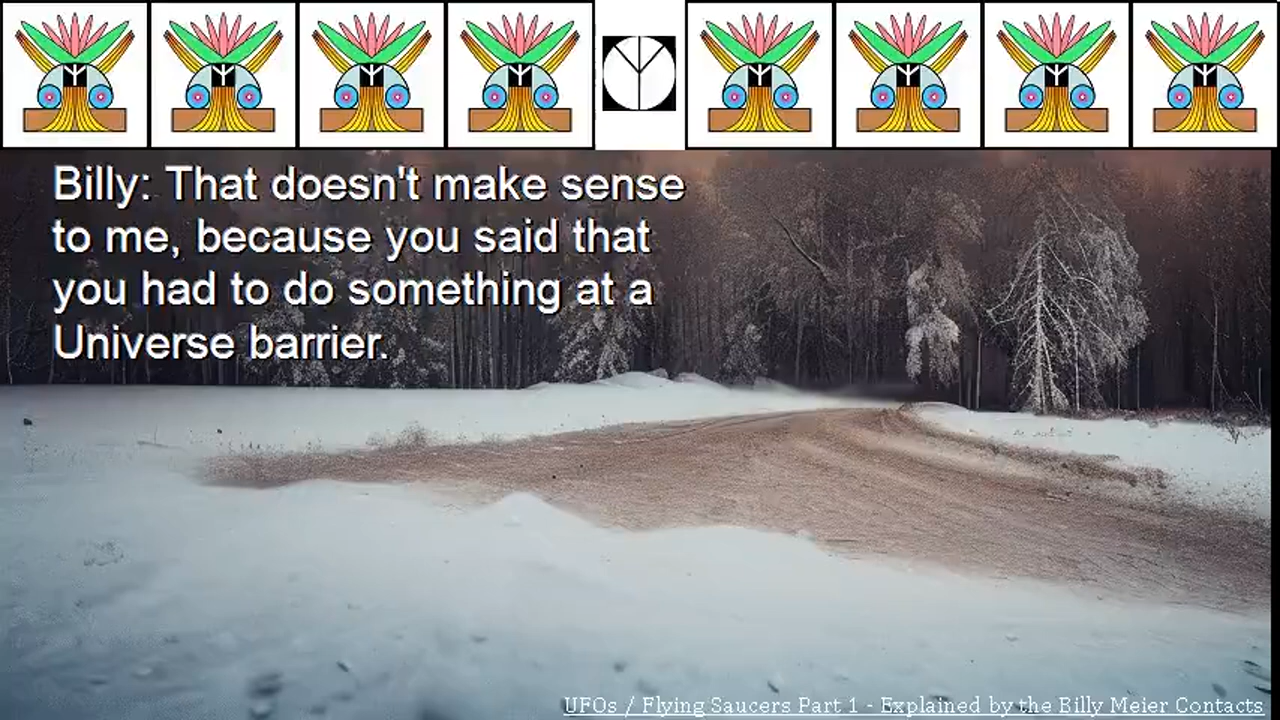 Billy: That doesn't make sense
to me, because you said that
you had to do something at a
Universe barrier.
UFOs / Flying Saucers Part 1 - Explained by the Billy Meier Contacts